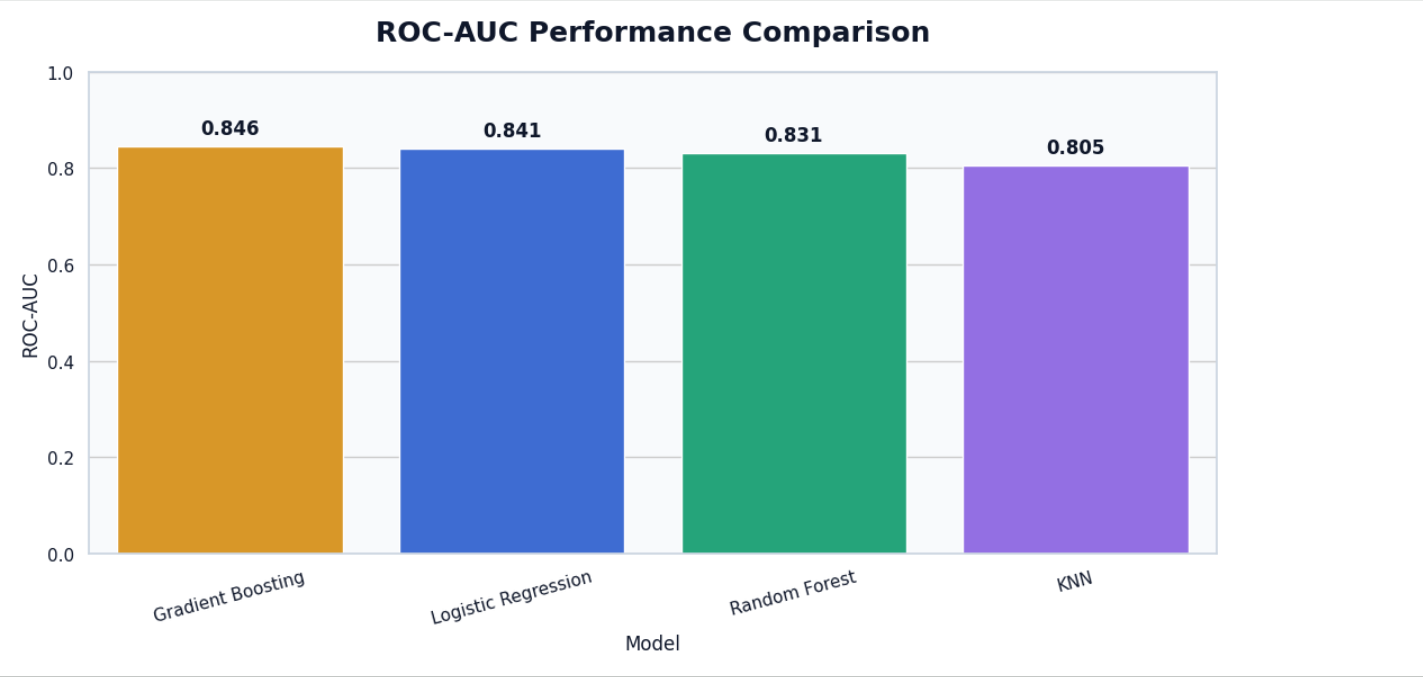 ROC-AUC Performance Comparison
1.0
0.846
0.841
0.831
0.805
0.8
0.6
ROC-AUC
0.4
0.2
0.0
Gradient Boosting
Logistic Regression
Random Forest
KNN
Model